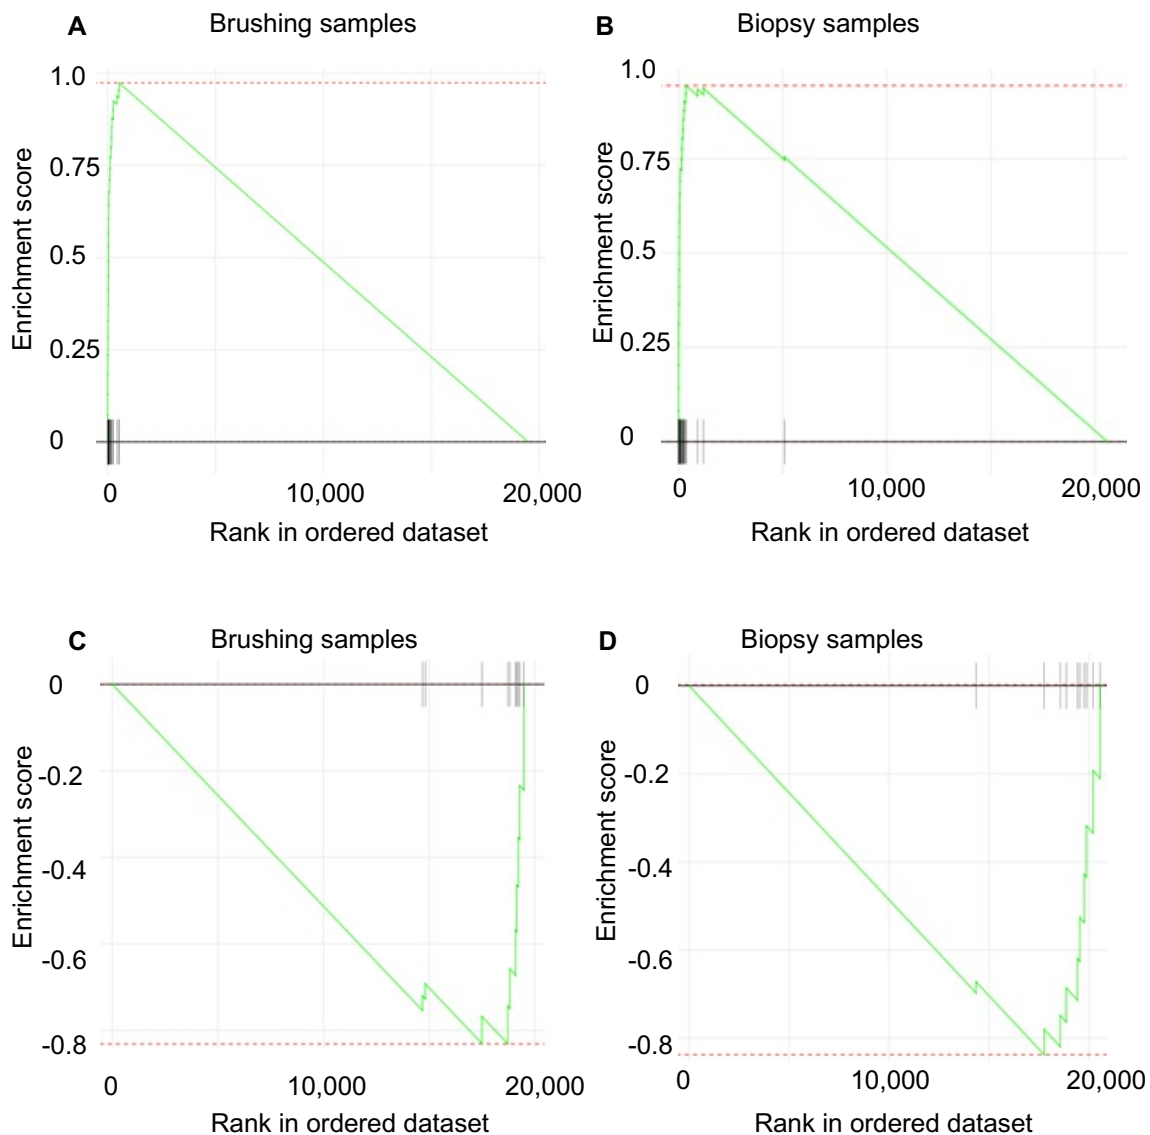 A Brushing samples
Enrichment score
1.0
0.75
0.5
0.25
0
0 10,000 20,000
Rank in ordered dataset
B Biopsy samples
Enrichment score
1.0
0.75
0.5
0.25
0
0 10,000 20,000
Rank in ordered dataset
C Brushing samples
Enrichment score
0
-0.2
-0.4
-0.6
-0.8
0 10,000 20,000
Rank in ordered dataset
D Biopsy samples
Enrichment score
0
-0.2
-0.4
-0.6
-0.8
0 10,000 20,000
Rank in ordered dataset